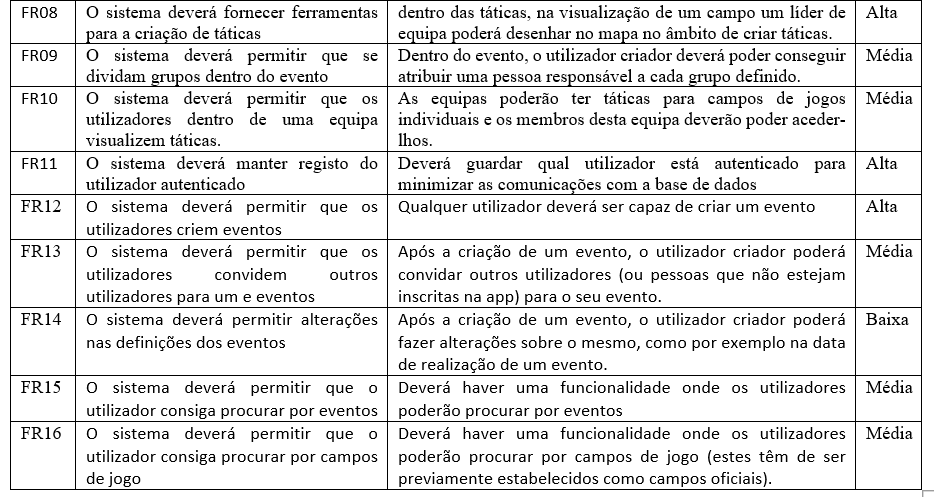 FR08 O sistema deverá fornecer ferramentas dentro das táticas, na visualização de um campo um líder de Alta
para a criação de táticas equipa poderá desenhar no mapa no âmbito de criar táticas.
FR09 O sistema deverá permitir que se Dentro do evento, o utilizador criador deverá poder conseguir Média
dividam grupos dentro do evento atribuir uma pessoa responsável a cada grupo definido.
FR10 O sistema deverá permitir que os As equipas poderão ter táticas para campos de jogos Média
utilizadores dentro de uma equipa individuais e os membros desta equipa deverão poder aceder-
visualizem táticas. lhos.
FR11 O sistema deverá manter registo do Deverá guardar qual utilizador está autenticado para Alta
utilizador autenticado minimizar as comunicações com a base de dados
FR12 O sistema deverá permitir que os Qualquer utilizador deverá ser capaz de criar um evento Alta
utilizadores criem eventos
FR13 O sistema deverá permitir que os Após a criação de um evento, o utilizador criador poderá Média
utilizadores convidem outros convidar outros utilizadores (ou pessoas que não estejam
utilizadores para um e eventos inscritas na app) para o seu evento.
FR14 O sistema deverá permitir alterações Após a criação de um evento, o utilizador criador poderá Baixa
nas definições dos eventos fazer alterações sobre o mesmo, como por exemplo na data
de realização de um evento.
FR15 O sistema deverá permitir que o Deverá haver uma funcionalidade onde os utilizadores Média
utilizador consiga procurar por eventos poderão procurar por eventos
FR16 O sistema deverá permitir que o Deverá haver uma funcionalidade onde os utilizadores Média
utilizador consiga procurar por campos poderão procurar por campos de jogo (estes têm de ser
de jogo previamente estabelecidos como campos oficiais).